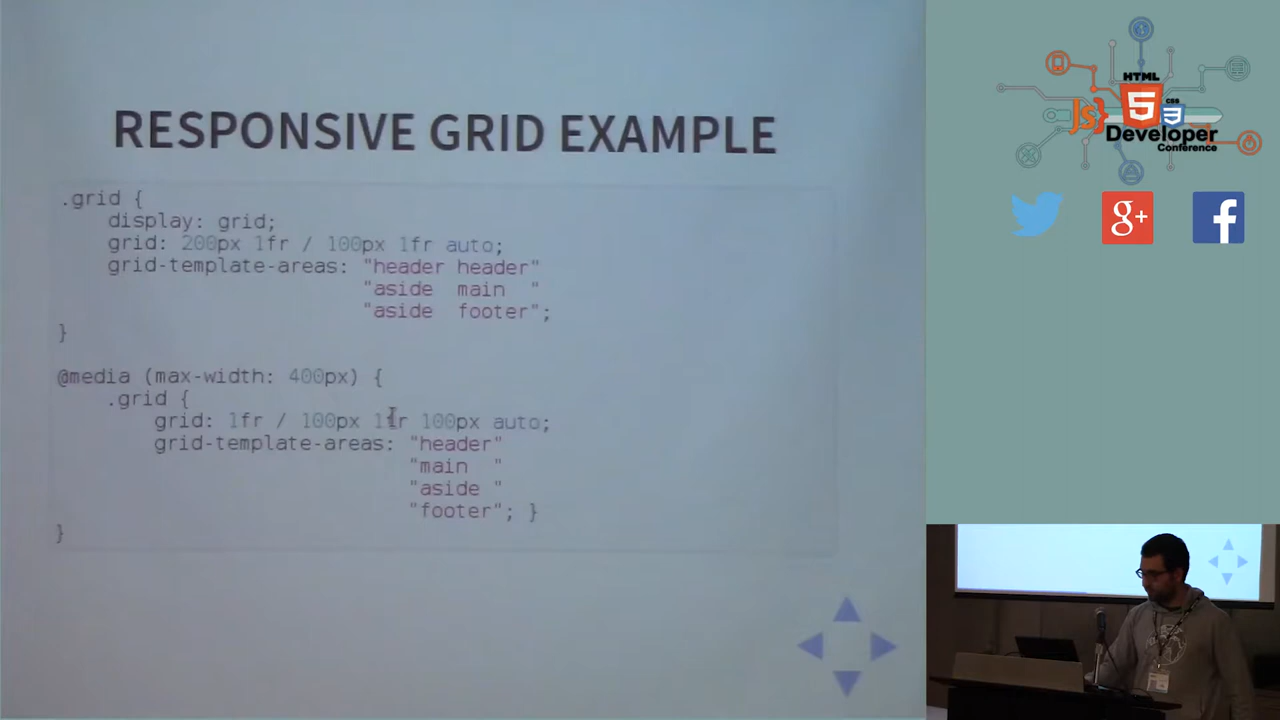 RESPONSIVE GRID EXAMPLE
.grid {
    display: grid;
    grid: 200px 1fr / 100px 1fr auto;
    grid-template-areas: "header header"
                         "aside  main  "
                         "aside  footer";
}
@media (max-width: 400px) {
    .grid {
        grid: 1fr / 100px 1fr 100px auto;
        grid-template-areas: "header"
                             "main  "
                             "aside "
                             "footer"; }
}
HTML
5
JS}
CSS
3
Developer
Conference
g+
f